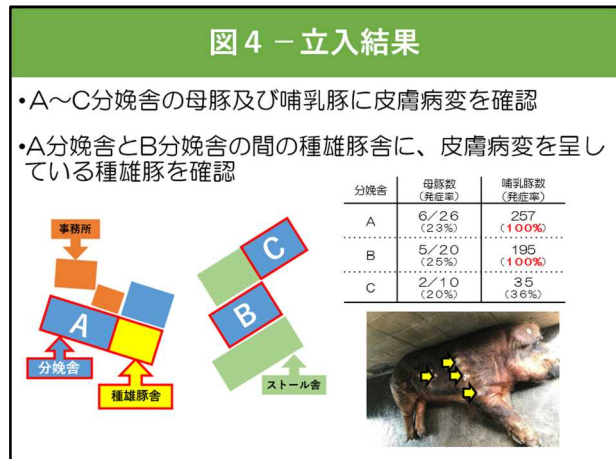 図４－立入結果
•A～C分娩舎の母豚及び哺乳豚に皮膚病変を確認
•A分娩舎とB分娩舎の間の種雄豚舎に、皮膚病変を呈し
ている種雄豚を確認
分娩舎 母豚数 哺乳豚数
(発症率) (発症率)
A 6／26 257
(23%) (100%)
B 5／20 195
(25%) (100%)
C 2／10 35
(20%) (36%)
事務所
A
分娩舎
種雄豚舎
C
B
ストール舎